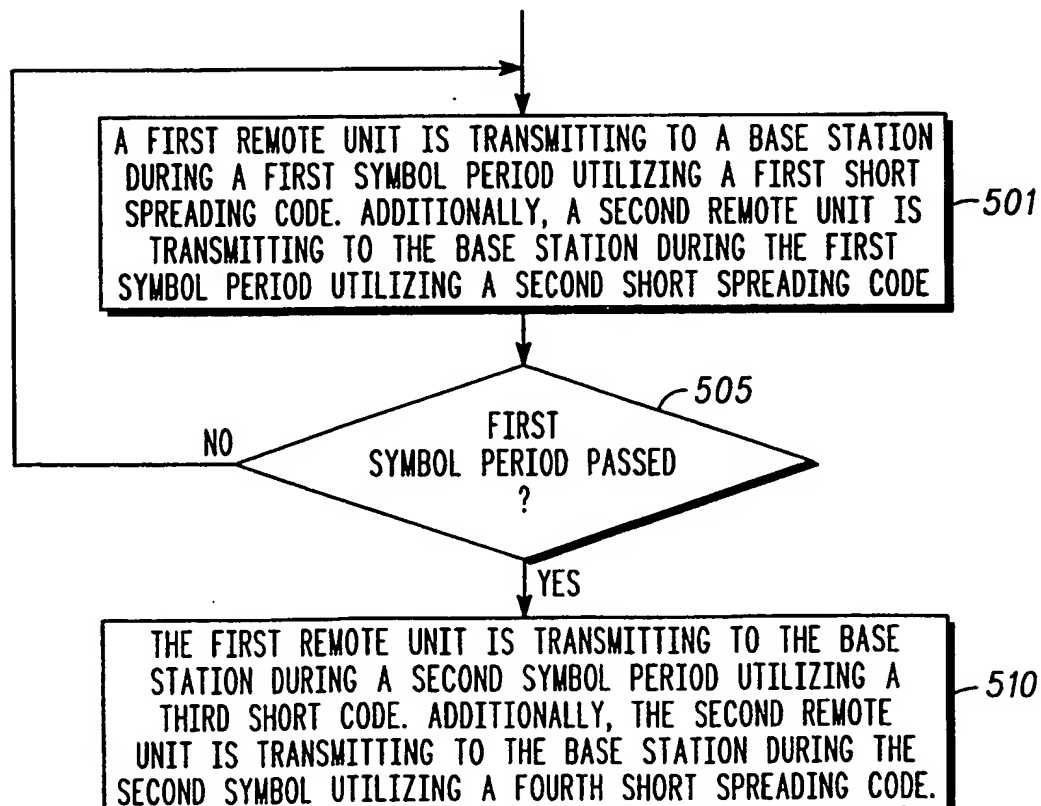 A FIRST REMOTE UNIT IS TRANSMITTING TO A BASE STATION
DURING A FIRST SYMBOL PERIOD UTILIZING A FIRST SHORT
SPREADING CODE. ADDITIONALLY, A SECOND REMOTE UNIT IS
TRANSMITTING TO THE BASE STATION DURING THE FIRST
SYMBOL PERIOD UTILIZING A SECOND SHORT SPREADING CODE
501
505
FIRST
SYMBOL PERIOD PASSED
?
NO
YES
THE FIRST REMOTE UNIT IS TRANSMITTING TO THE BASE
STATION DURING A SECOND SYMBOL PERIOD UTILIZING A
THIRD SHORT CODE. ADDITIONALLY, THE SECOND REMOTE
UNIT IS TRANSMITTING TO THE BASE STATION DURING THE
SECOND SYMBOL UTILIZING A FOURTH SHORT SPREADING CODE.
510